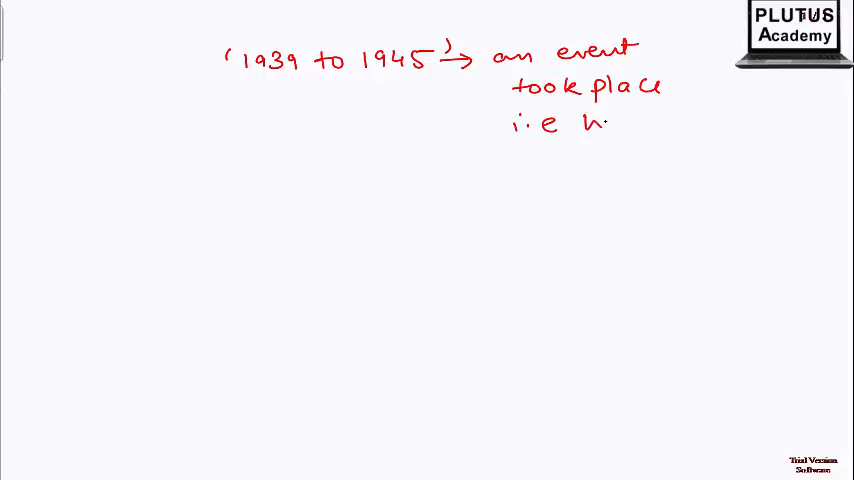 PLUTUS
Academy
(1939 to 1945) → an event
took place
i.e
Trial Version
Software